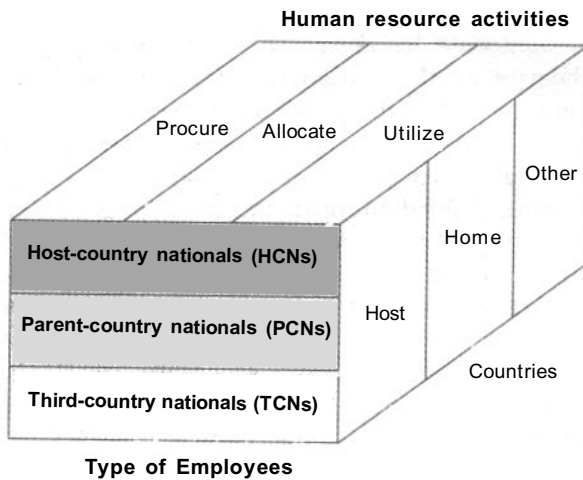 Human resource activities
Procure
Allocate
Utilize
Other
Home
Host
Host-country nationals (HCNs)
Parent-country nationals (PCNs)
Third-country nationals (TCNs)
Countries
Type of Employees